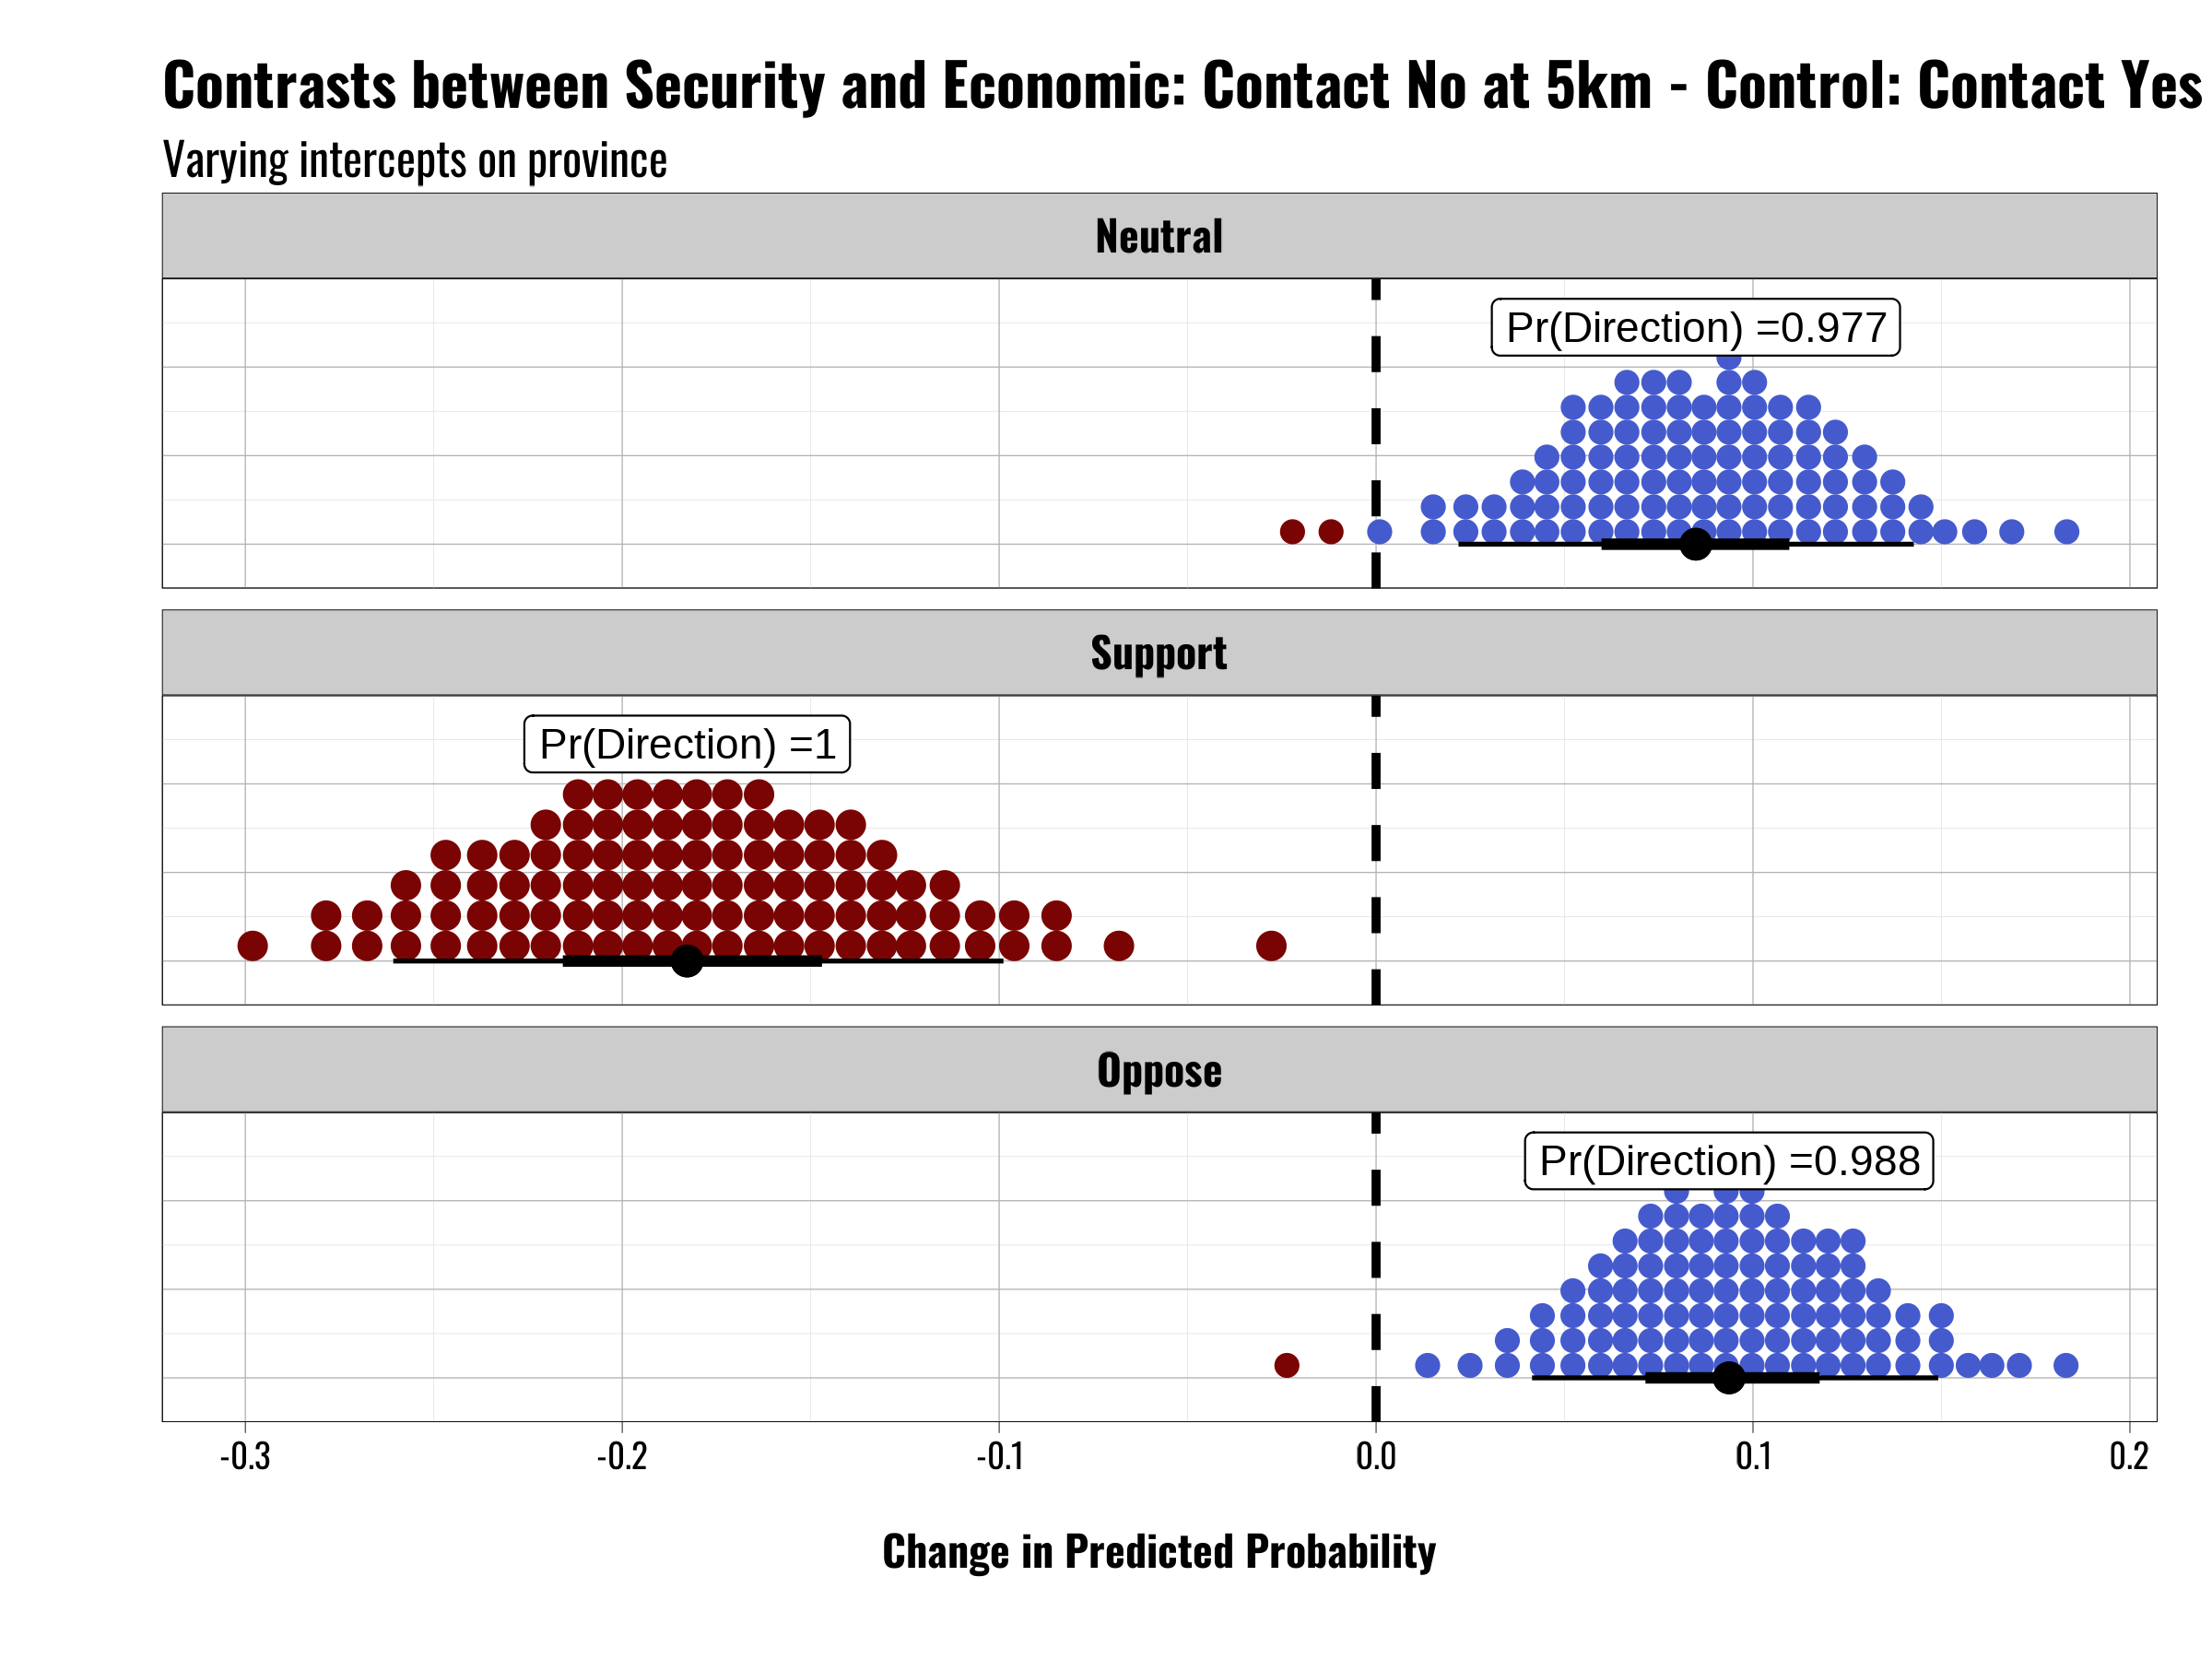 Contrasts between Security and Economic: Contact No at 5km - Control: Contact Yes
Varying intercepts on province
Neutral
Pr(Direction) =0.977
Support
Pr(Direction) =1
Oppose
Pr(Direction) =0.988
-0.3 -0.2 -0.1 0.0 0.1 0.2
Change in Predicted Probability